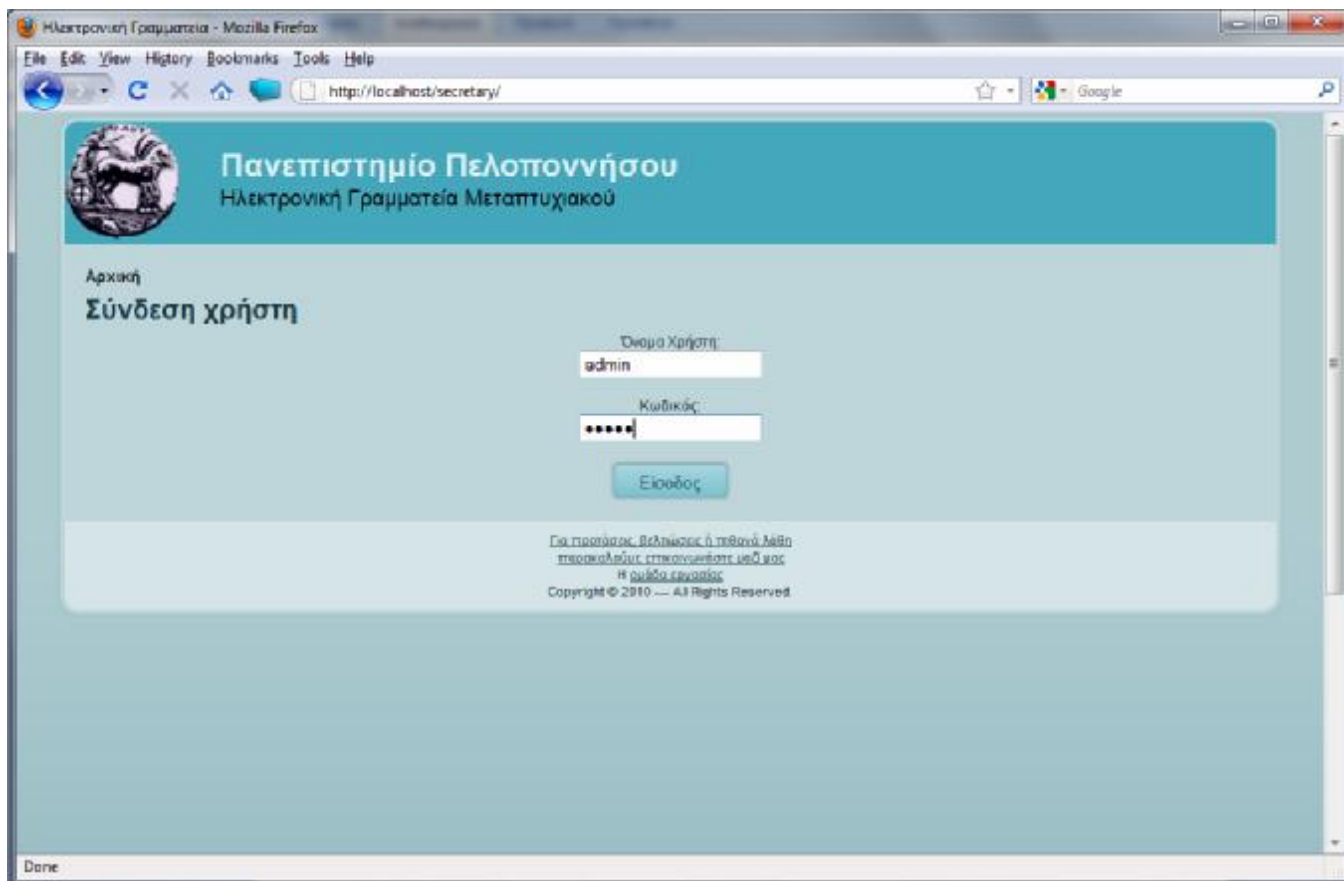 Ηλεκτρονική Γραμματεία - Mozilla Firefox
File Edit View History Bookmarks Tools Help
http://localhost/secretary/
Google
Πανεπιστημίο Πελοποννήσου
Ηλεκτρονική Γραμματεία Μεταπτυχιακού
Αρχική
Σύνδεση χρήστη
Όνομα Χρήστη:
admin
Κωδικός:
•••••
Είσοδος
Για προτάσεις, βελτιώσεις ή πιθανά λάθη
παρακαλούμε επικοινωνήστε μαζί μας
Η ομάδα εργασίας
Copyright © 2010 — All Rights Reserved
Done